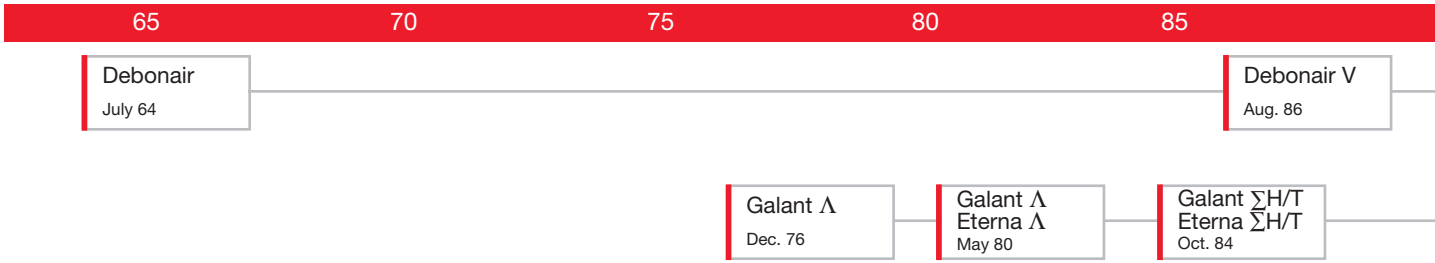 65 70 75 80 85
Debonair
July 64
Debonair V
Aug. 86
Galant Λ
Dec. 76
Galant Λ
Eterna Λ
May 80
Galant ∑H/T
Eterna ∑H/T
Oct. 84